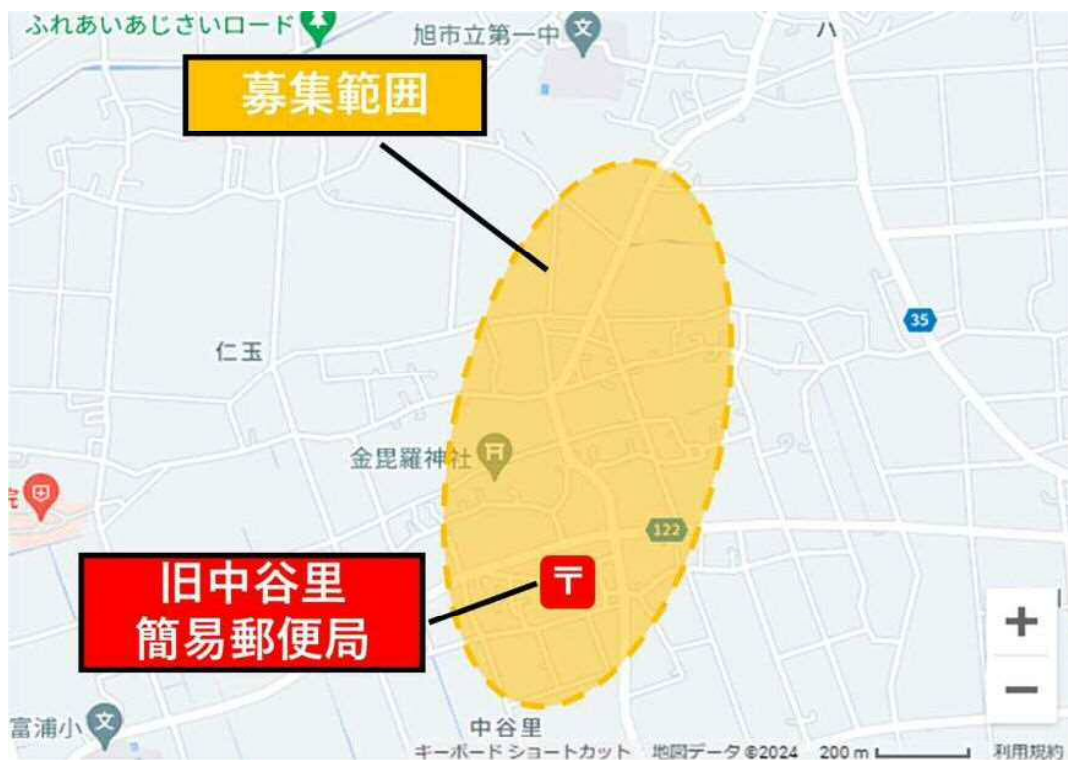 ふれあいあじさいロード
旭市立第一中
文
ハ
募集範囲
35
仁玉
金毘羅神社
122
旧中谷里
簡易郵便局
〒
+
−
富浦小
文
中谷里
キーボード ショートカット 地図データ ©2024 200 m 利用規約